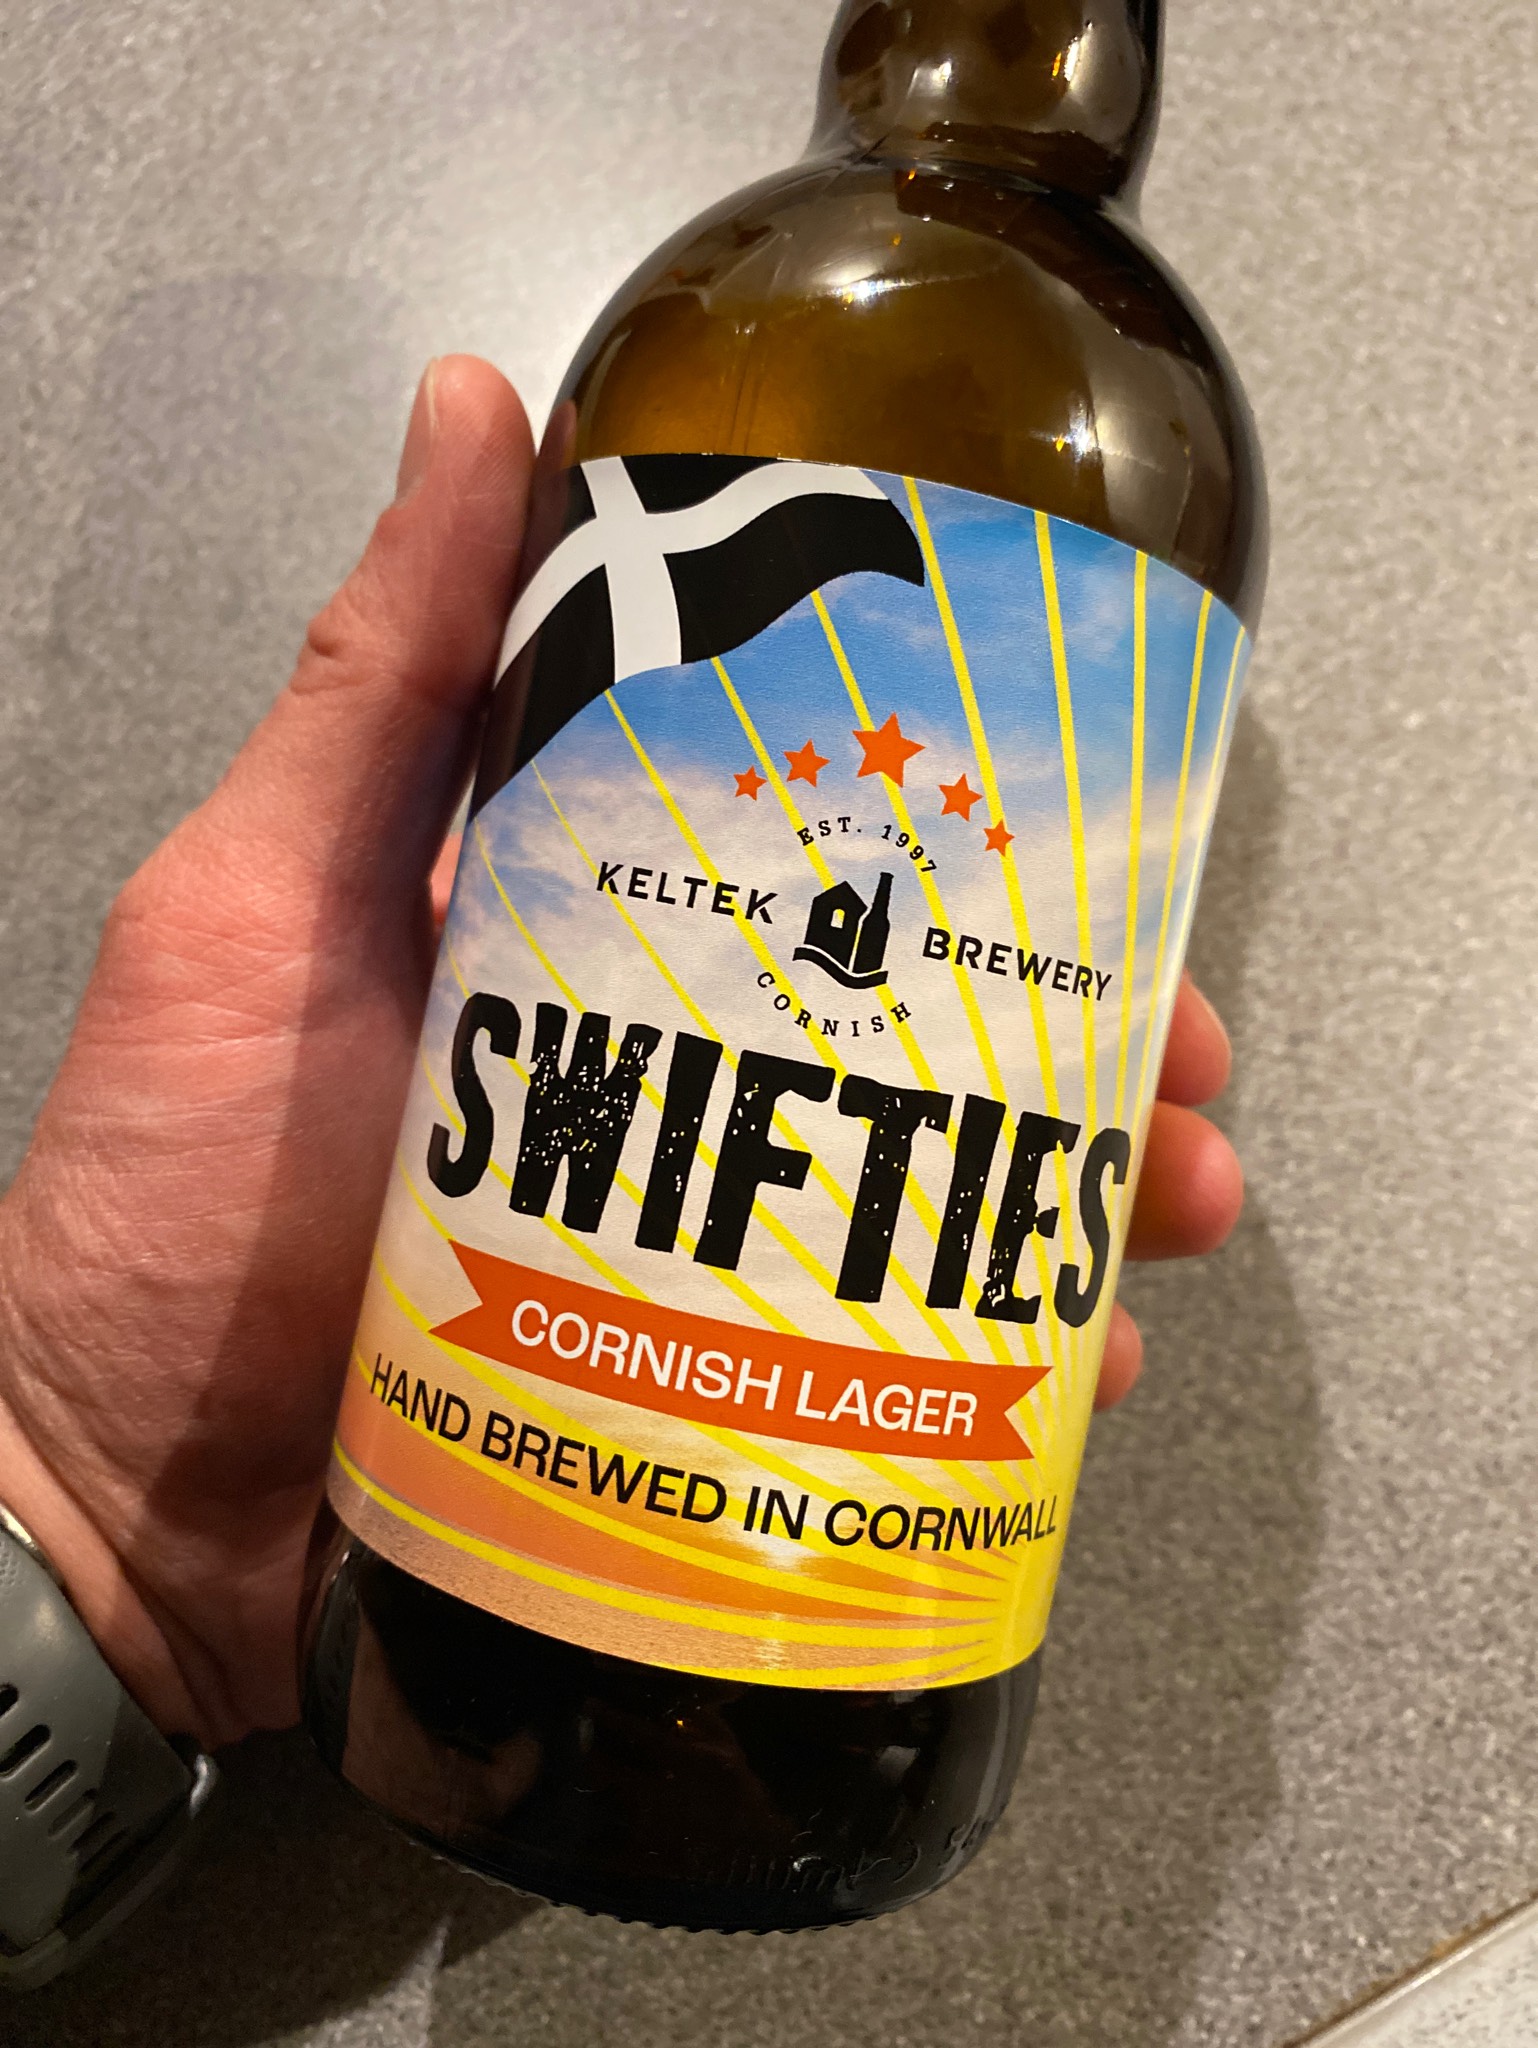 EST. 1997
KELTEK BREWERY
CORNISH
SWIFTIES
CORNISH LAGER
HAND BREWED IN CORNWALL